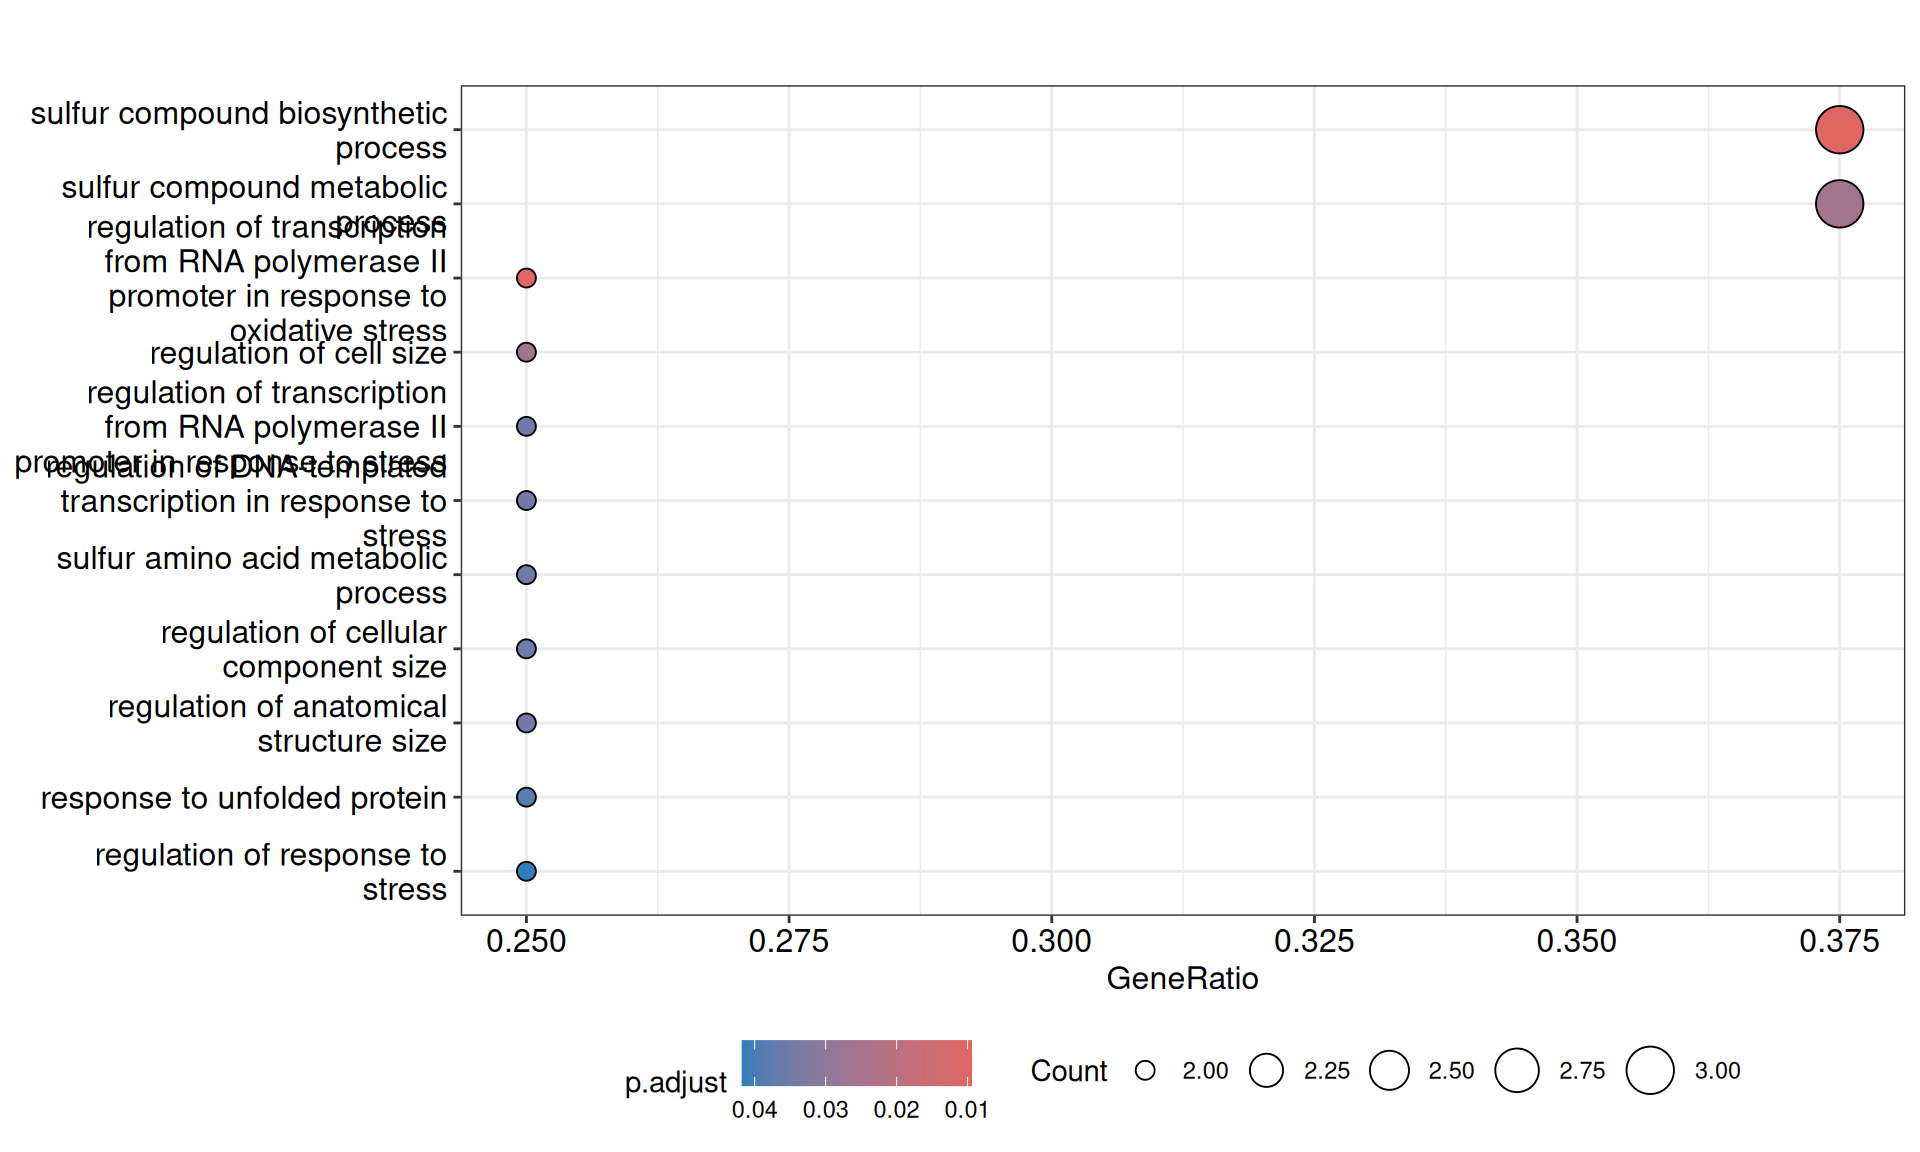 sulfur compound biosynthetic
process
sulfur compound metabolic
process
regulation of transcription
from RNA polymerase II
promoter in response to
oxidative stress
regulation of cell size
regulation of transcription
from RNA polymerase II
promoter in response to stress
regulation of DNA-templated
transcription in response to
stress
sulfur amino acid metabolic
process
regulation of cellular
component size
regulation of anatomical
structure size
response to unfolded protein
regulation of response to
stress
0.250 0.275 0.300 0.325 0.350 0.375
GeneRatio
p.adjust
0.04 0.03 0.02 0.01
Count 2.00 2.25 2.50 2.75 3.00